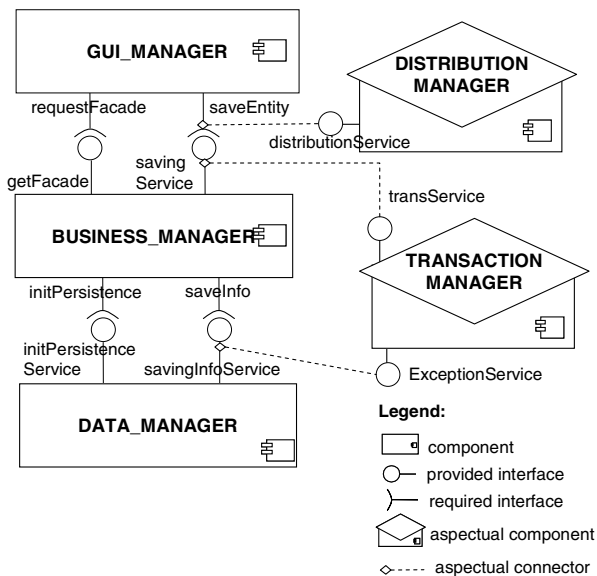 GUI_MANAGER
DISTRIBUTION
MANAGER
requestFacade
saveEntity
distributionService
saving
Service
getFacade
transService
BUSINESS_MANAGER
TRANSACTION
MANAGER
initPersistence
saveInfo
initPersistence
Service
savingInfoService
ExceptionService
DATA_MANAGER
Legend:
component
provided interface
required interface
aspectual component
aspectual connector